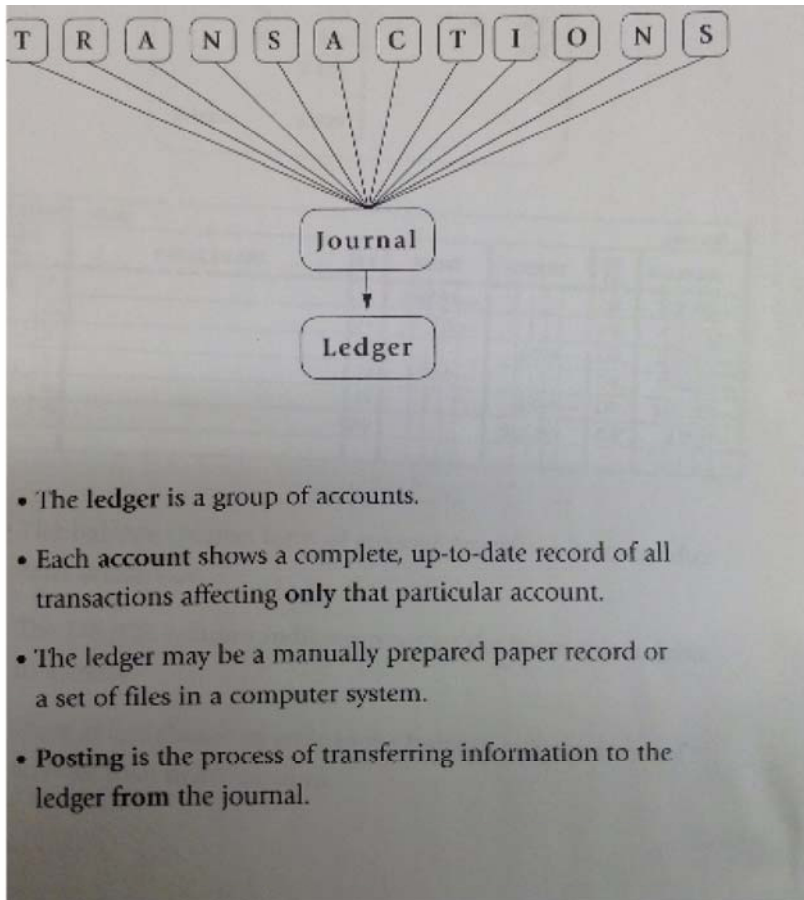 T R A N S A C T I O N S
Journal
Ledger
• The ledger is a group of accounts.
• Each account shows a complete, up-to-date record of all
transactions affecting only that particular account.
• The ledger may be a manually prepared paper record or
a set of files in a computer system.
• Posting is the process of transferring information to the
ledger from the journal.